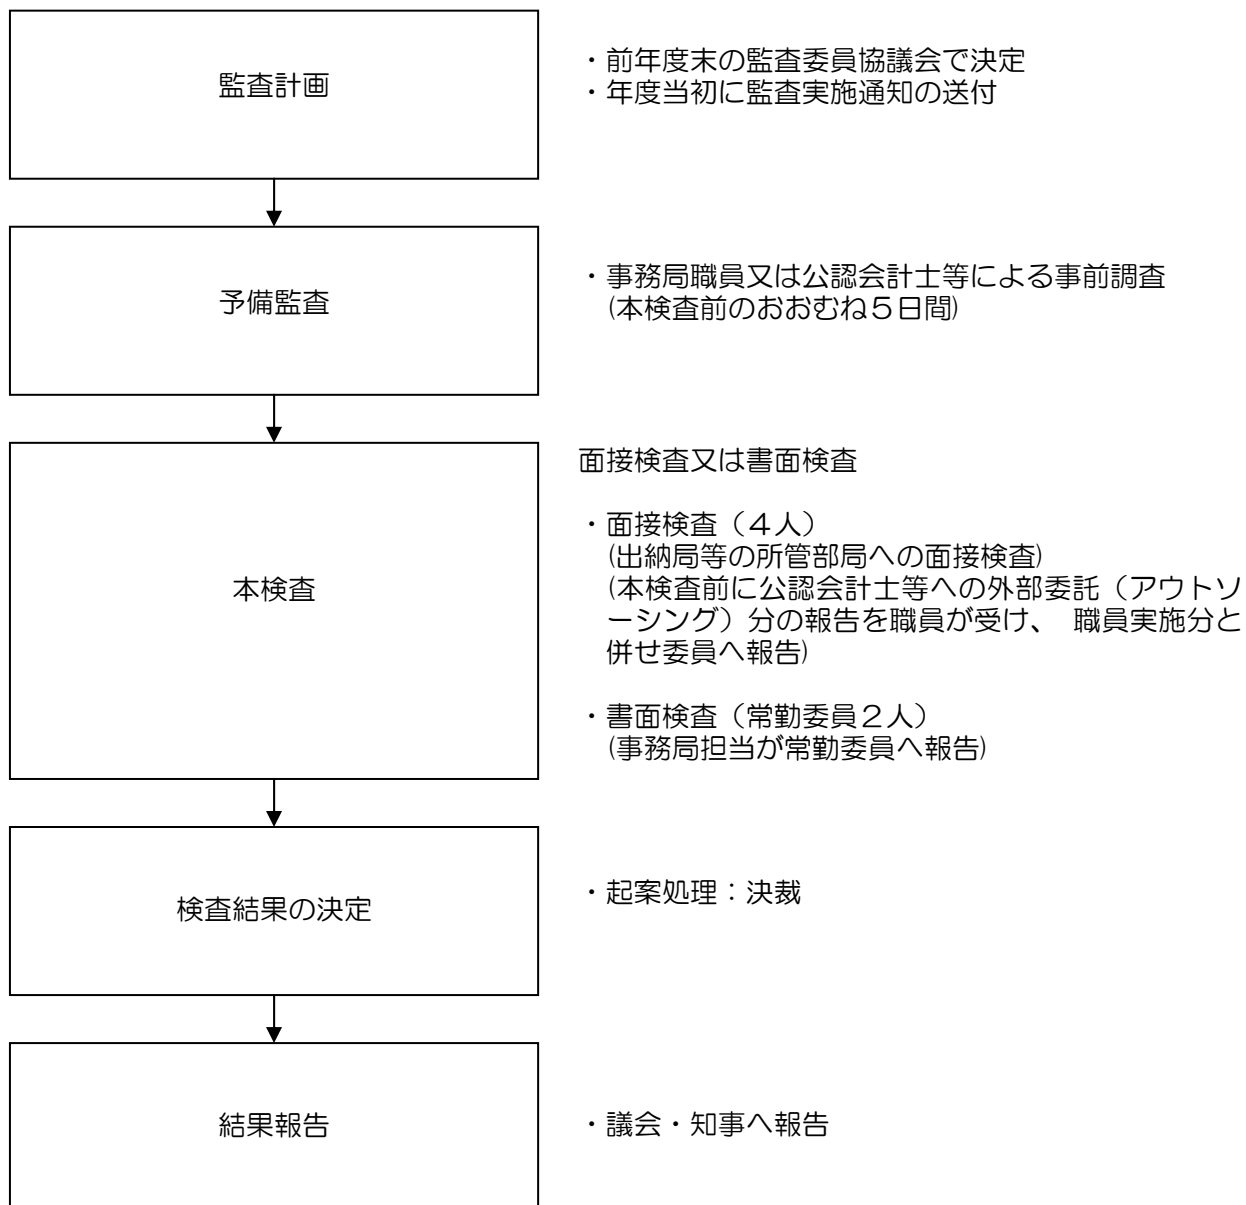 監査計画
・前年度末の監査委員協議会で決定
・年度当初に監査実施通知の送付
予備監査
・事務局職員又は公認会計士等による事前調査
(本検査前のおおむね５日間)
本検査
面接検査又は書面検査
・面接検査（４人）
(出納局等の所管部局への面接検査)
(本検査前に公認会計士等への外部委託（アウトソ
ーシング）分の報告を職員が受け、 職員実施分と
併せ委員へ報告)
・書面検査（常勤委員２人）
(事務局担当が常勤委員へ報告)
検査結果の決定
・起案処理：決裁
結果報告
・議会・知事へ報告